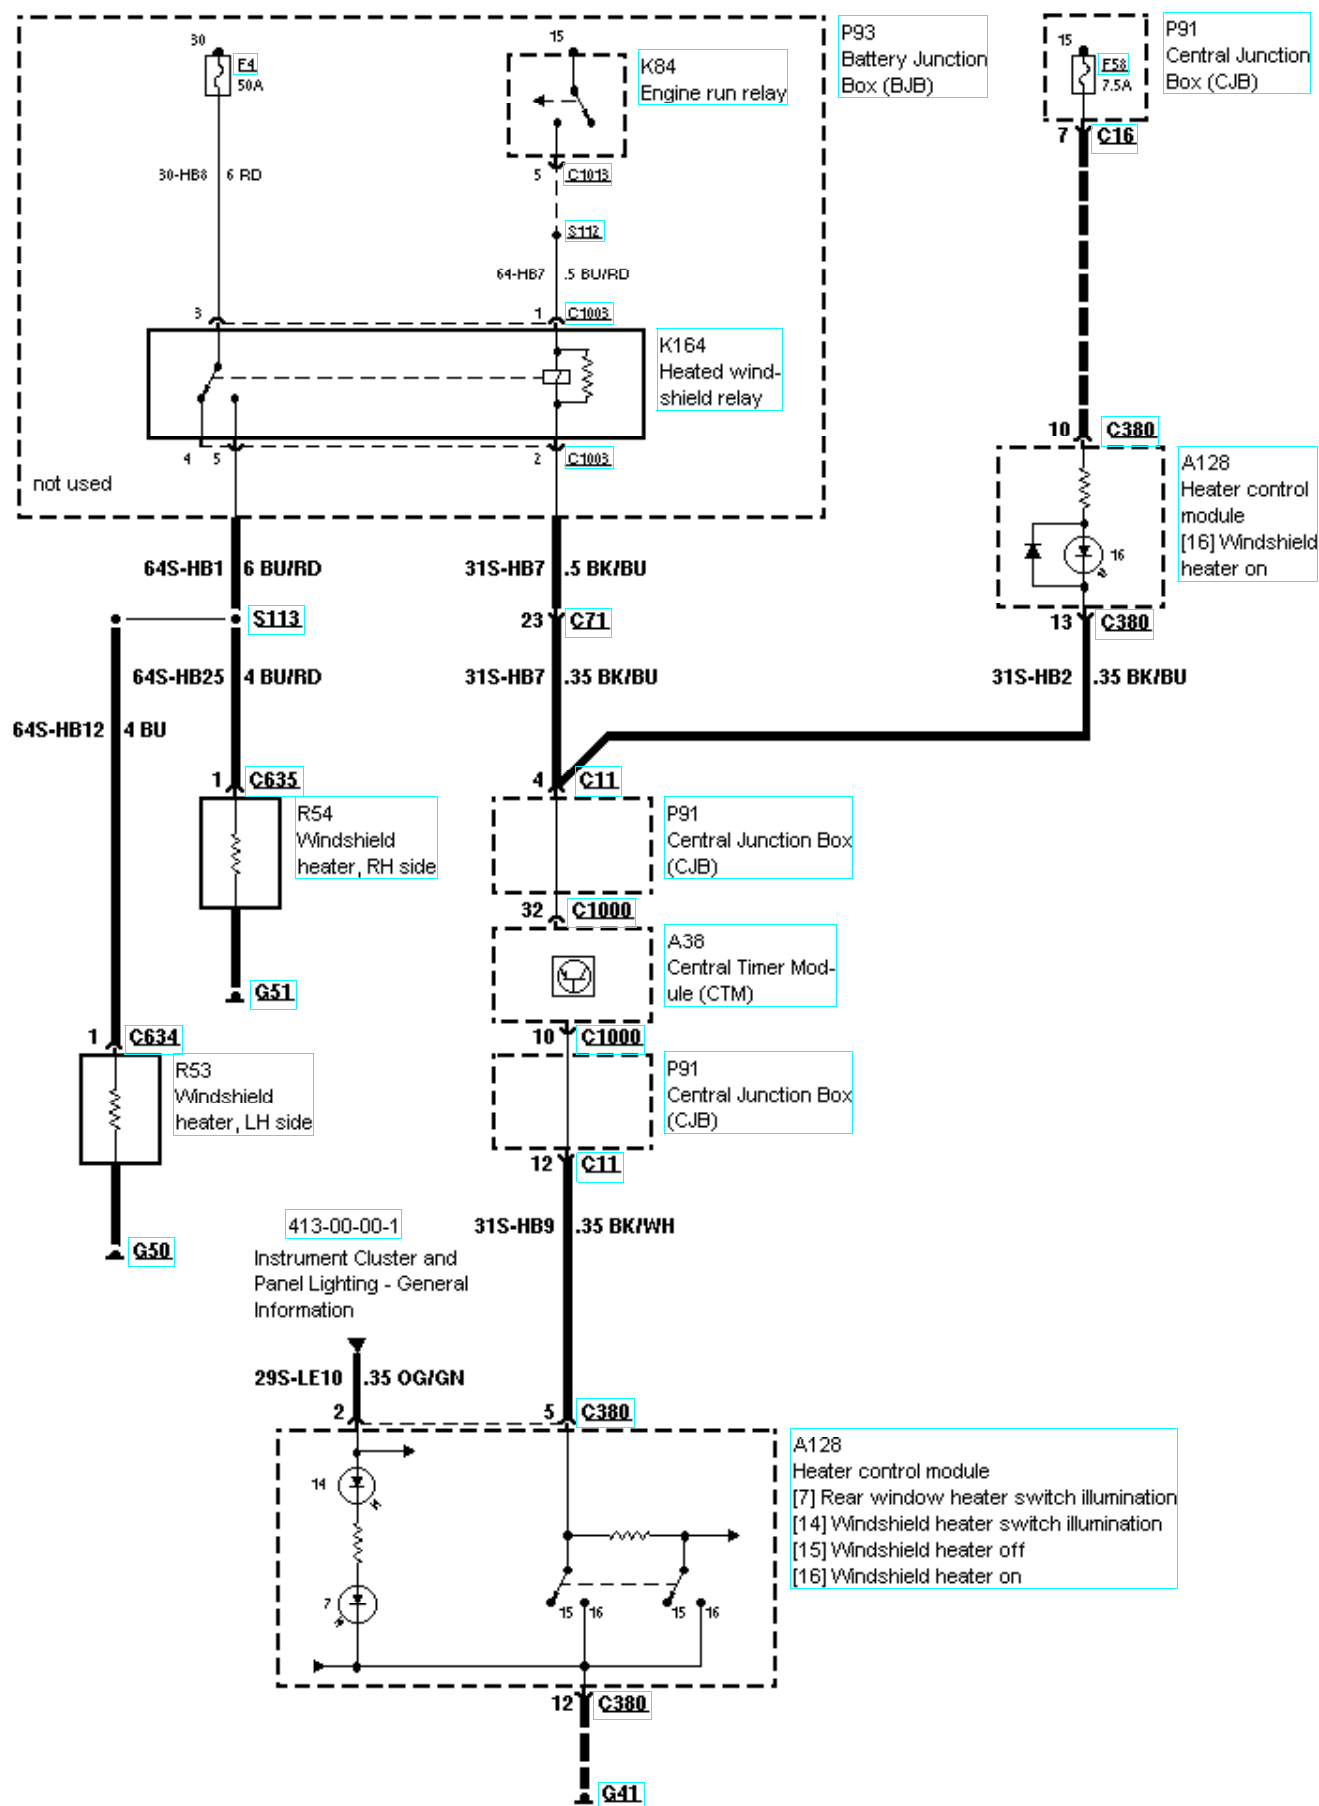 30
F4
50A
15
K84
Engine run relay
P93
Battery Junction
Box (BJB)
15
F58
7.5A
P91
Central Junction
Box (CJB)
7
C16
30-HB8
6 RD
5
C1013
S112
64-HB7
.5 BU/RD
3
1
C1003
K164
Heated wind-
shield relay
4
5
2
C1003
not used
10
C380
A128
Heater control
module
[16] Windshield
heater on
16
13
C380
64S-HB1
6 BU/RD
31S-HB7
.5 BK/BU
S113
23
C71
64S-HB25
4 BU/RD
31S-HB7
.35 BK/BU
31S-HB2
.35 BK/BU
64S-HB12
4 BU
1
C635
4
C11
R54
Windshield
heater, RH side
P91
Central Junction Box
(CJB)
32
C1000
A38
Central Timer Mod-
ule (CTM)
G51
1
C634
10
C1000
R53
Windshield
heater, LH side
P91
Central Junction Box
(CJB)
12
C11
G50
413-00-00-1
31S-HB9
.35 BK/WH
Instrument Cluster and
Panel Lighting - General
Information
29S-LE10
.35 OG/GN
2
5
C380
14
7
15
16
15
16
A128
Heater control module
[7] Rear window heater switch illumination
[14] Windshield heater switch illumination
[15] Windshield heater off
[16] Windshield heater on
12
C380
G41